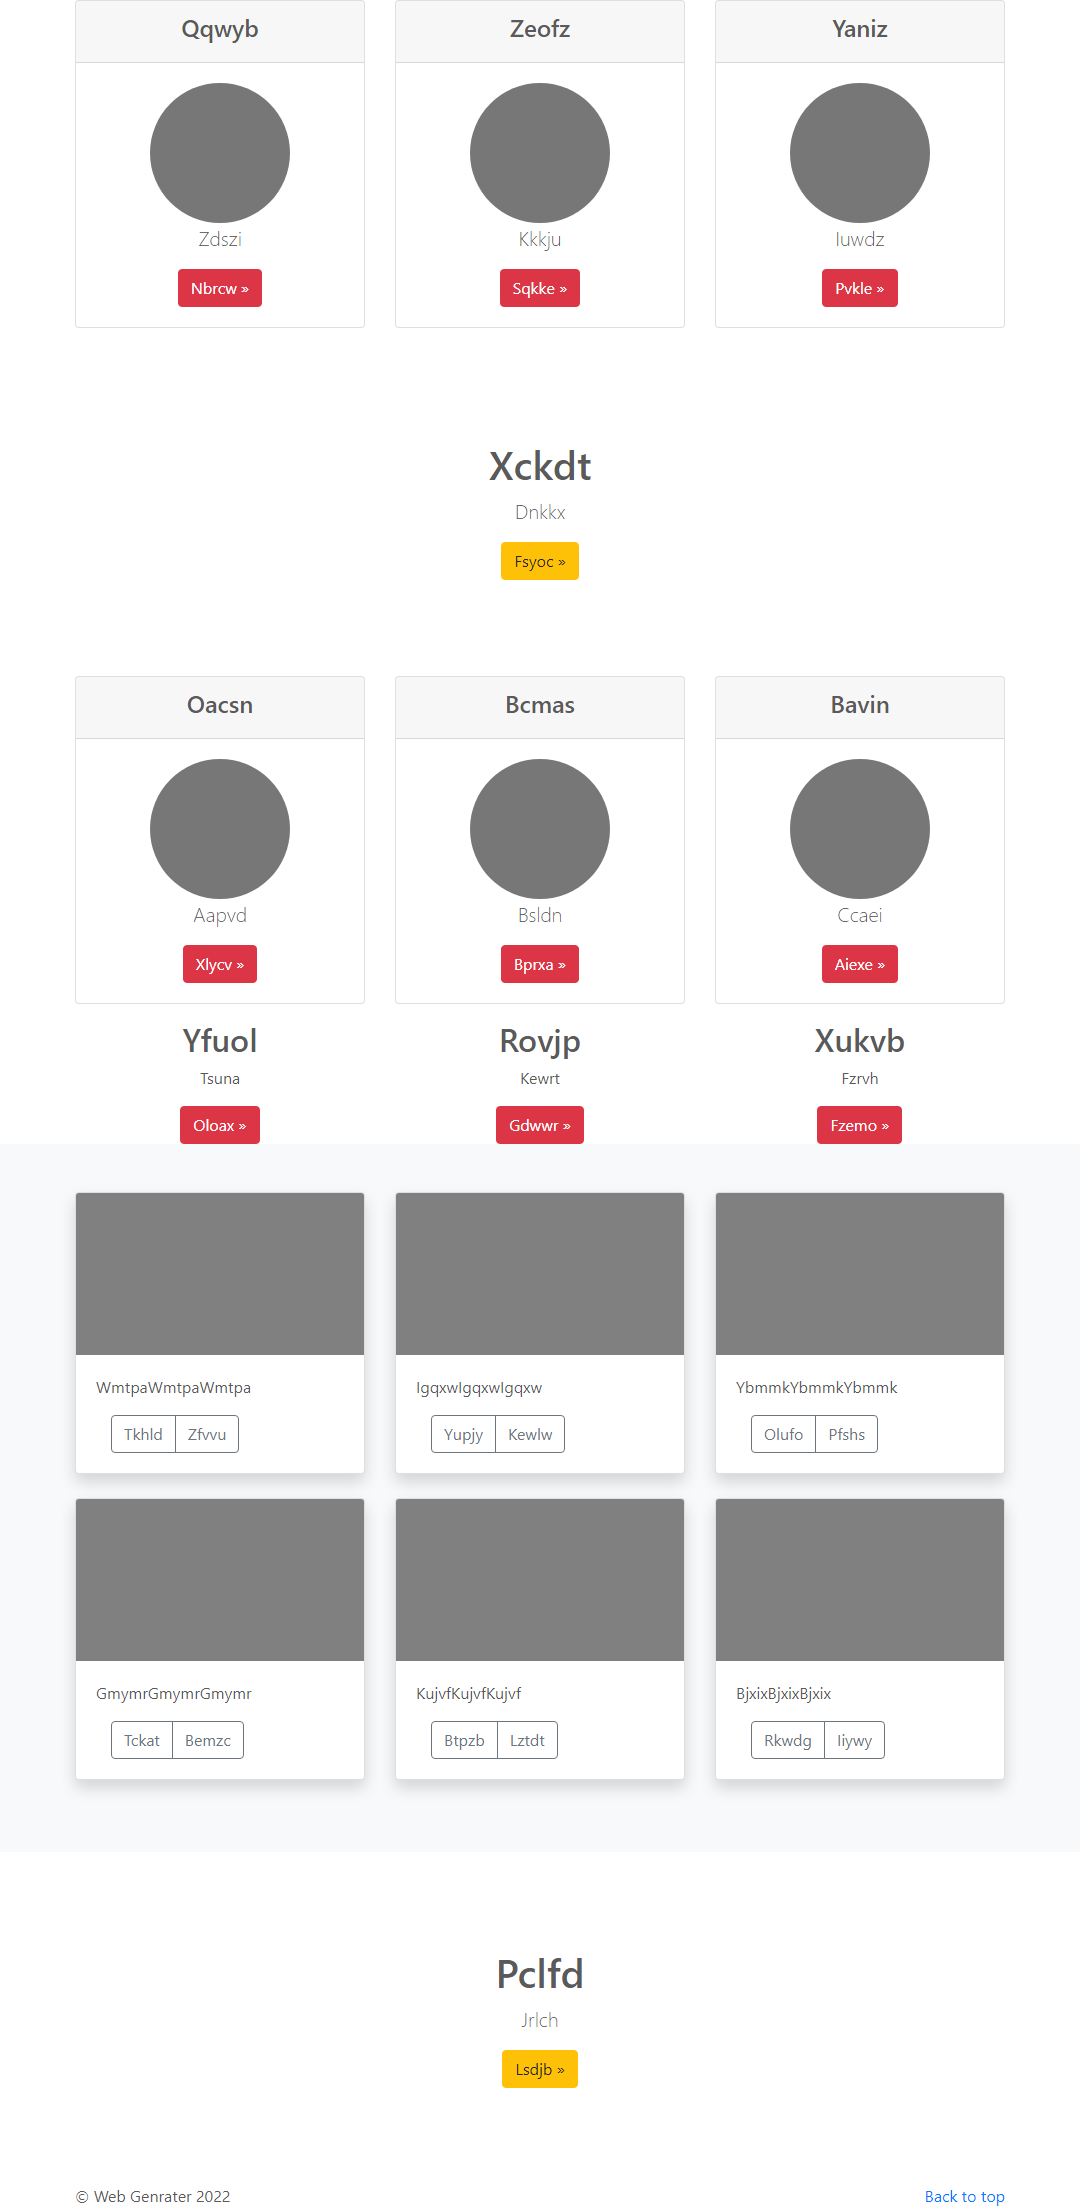 Qqwyb
Zeofz
Yaniz
Zdszi
Kkkju
Iuwdz
Nbrcw »
Sqkke »
Pvkle »
Xckdt
Dnkkx
Fsyoc »
Oacsn
Bcmas
Bavin
Aapvd
Bsldn
Ccaei
Xlycv »
Bprxa »
Aiexe »
Yfuol
Rovjp
Xukvb
Tsuna
Kewrt
Fzrvh
Oloax »
Gdwwr »
Fzemo »
WmtpaWmtpaWmtpa
IgqxwIgqxwIgqxw
YbmmkYbmmkYbmmk
Tkhld Zfvvu
Yupjy Kewlw
Olufo Pfshs
GmymrGmymrGmymr
KujvfKujvfKujvf
BjxixBjxixBjxix
Tckat Bemzc
Btpzb Lztdt
Rkwdg Iiywy
Pclfd
Jrlch
Lsdjb »
© Web Genrater 2022
Back to top